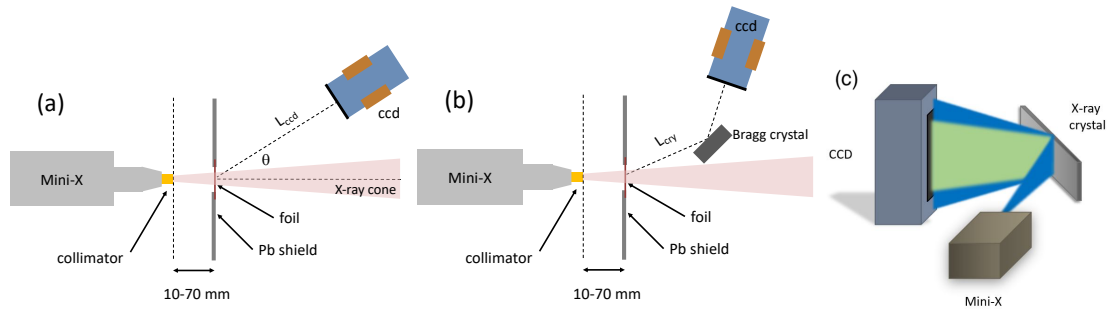 (a)
ccd
L_ccd
θ
Mini-X
X-ray cone
foil
Pb shield
collimator
10-70 mm
(b)
ccd
L_cry
Bragg crystal
Mini-X
foil
Pb shield
collimator
10-70 mm
(c)
X-ray
crystal
CCD
Mini-X